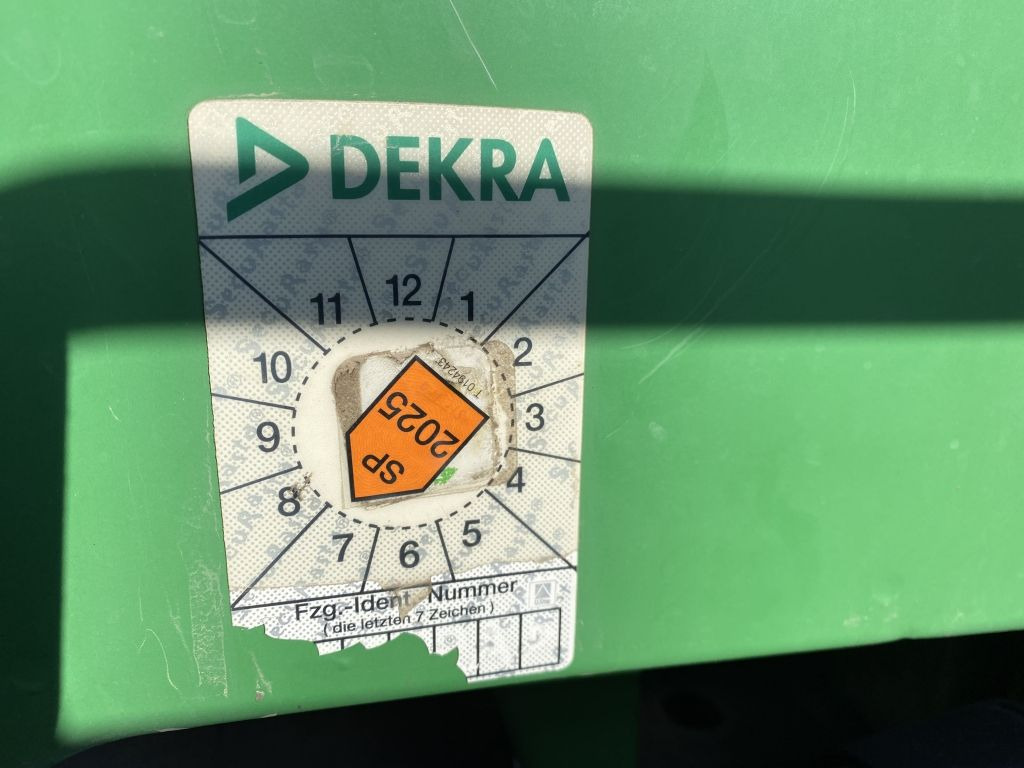 DEKRA
12
11
1
10
2
9
3
8
4
7
6
5
T 0194243
2025
SP
Fzg.-Ident. Nummer
( die letzten 7 Zeichen )